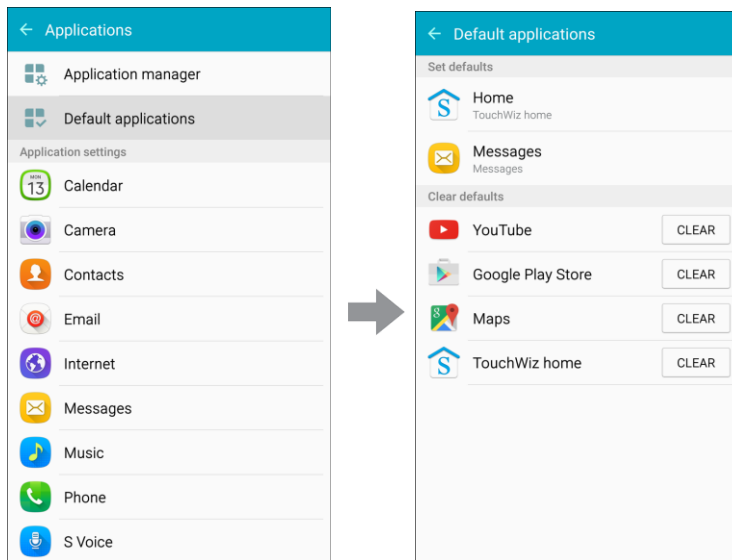 Applications
Application manager
Default applications
Application settings
MON
13
Calendar
Camera
Contacts
Email
Internet
Messages
Music
Phone
S Voice
Default applications
Set defaults
S
Home
TouchWiz home
Messages
Messages
Clear defaults
YouTube CLEAR
Google Play Store CLEAR
8 Maps CLEAR
S TouchWiz home CLEAR